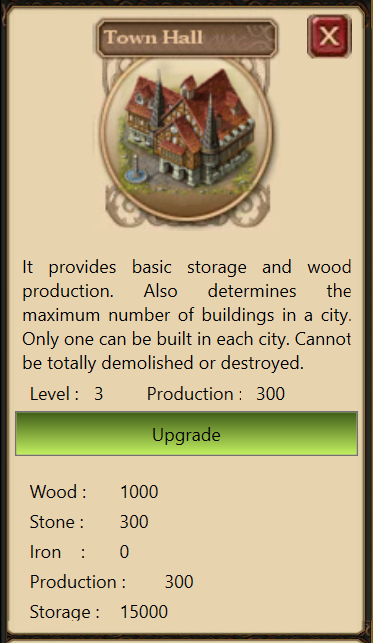 Town Hall
X
It provides basic storage and wood
production. Also determines the
maximum number of buildings in a city.
Only one can be built in each city. Cannot
be totally demolished or destroyed.
Level : 3 Production : 300
Upgrade
Wood : 1000
Stone : 300
Iron : 0
Production : 300
Storage : 15000